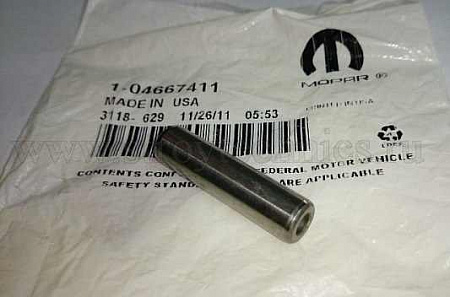 MOPAR ®
1-04667411
MADE IN USA
3118- 629 11/26/11 05:53
LDPE
CONTENTS CONF FEDERAL MOTOR VEHICLE
SAFETY STANDA ARE APPLICABLE